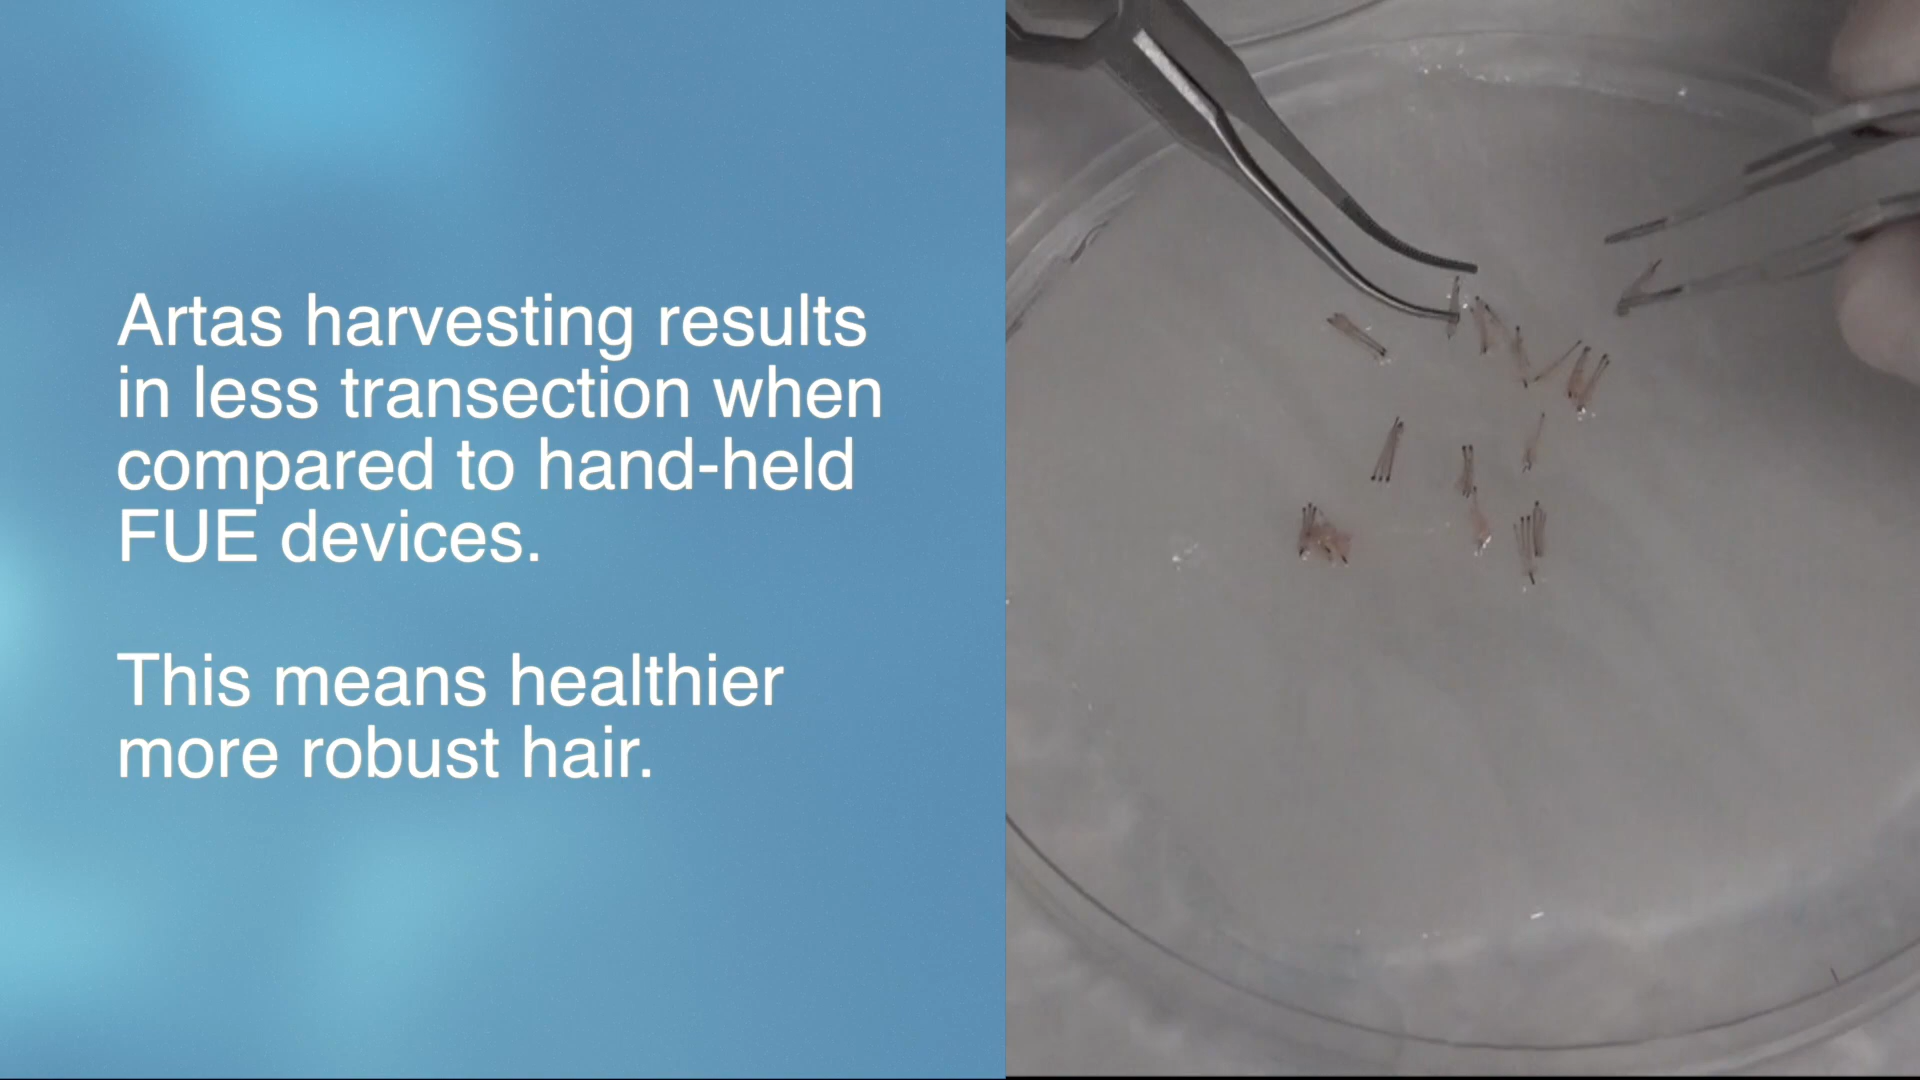 Artas harvesting results
in less transection when
compared to hand-held
FUE devices.
This means healthier
more robust hair.